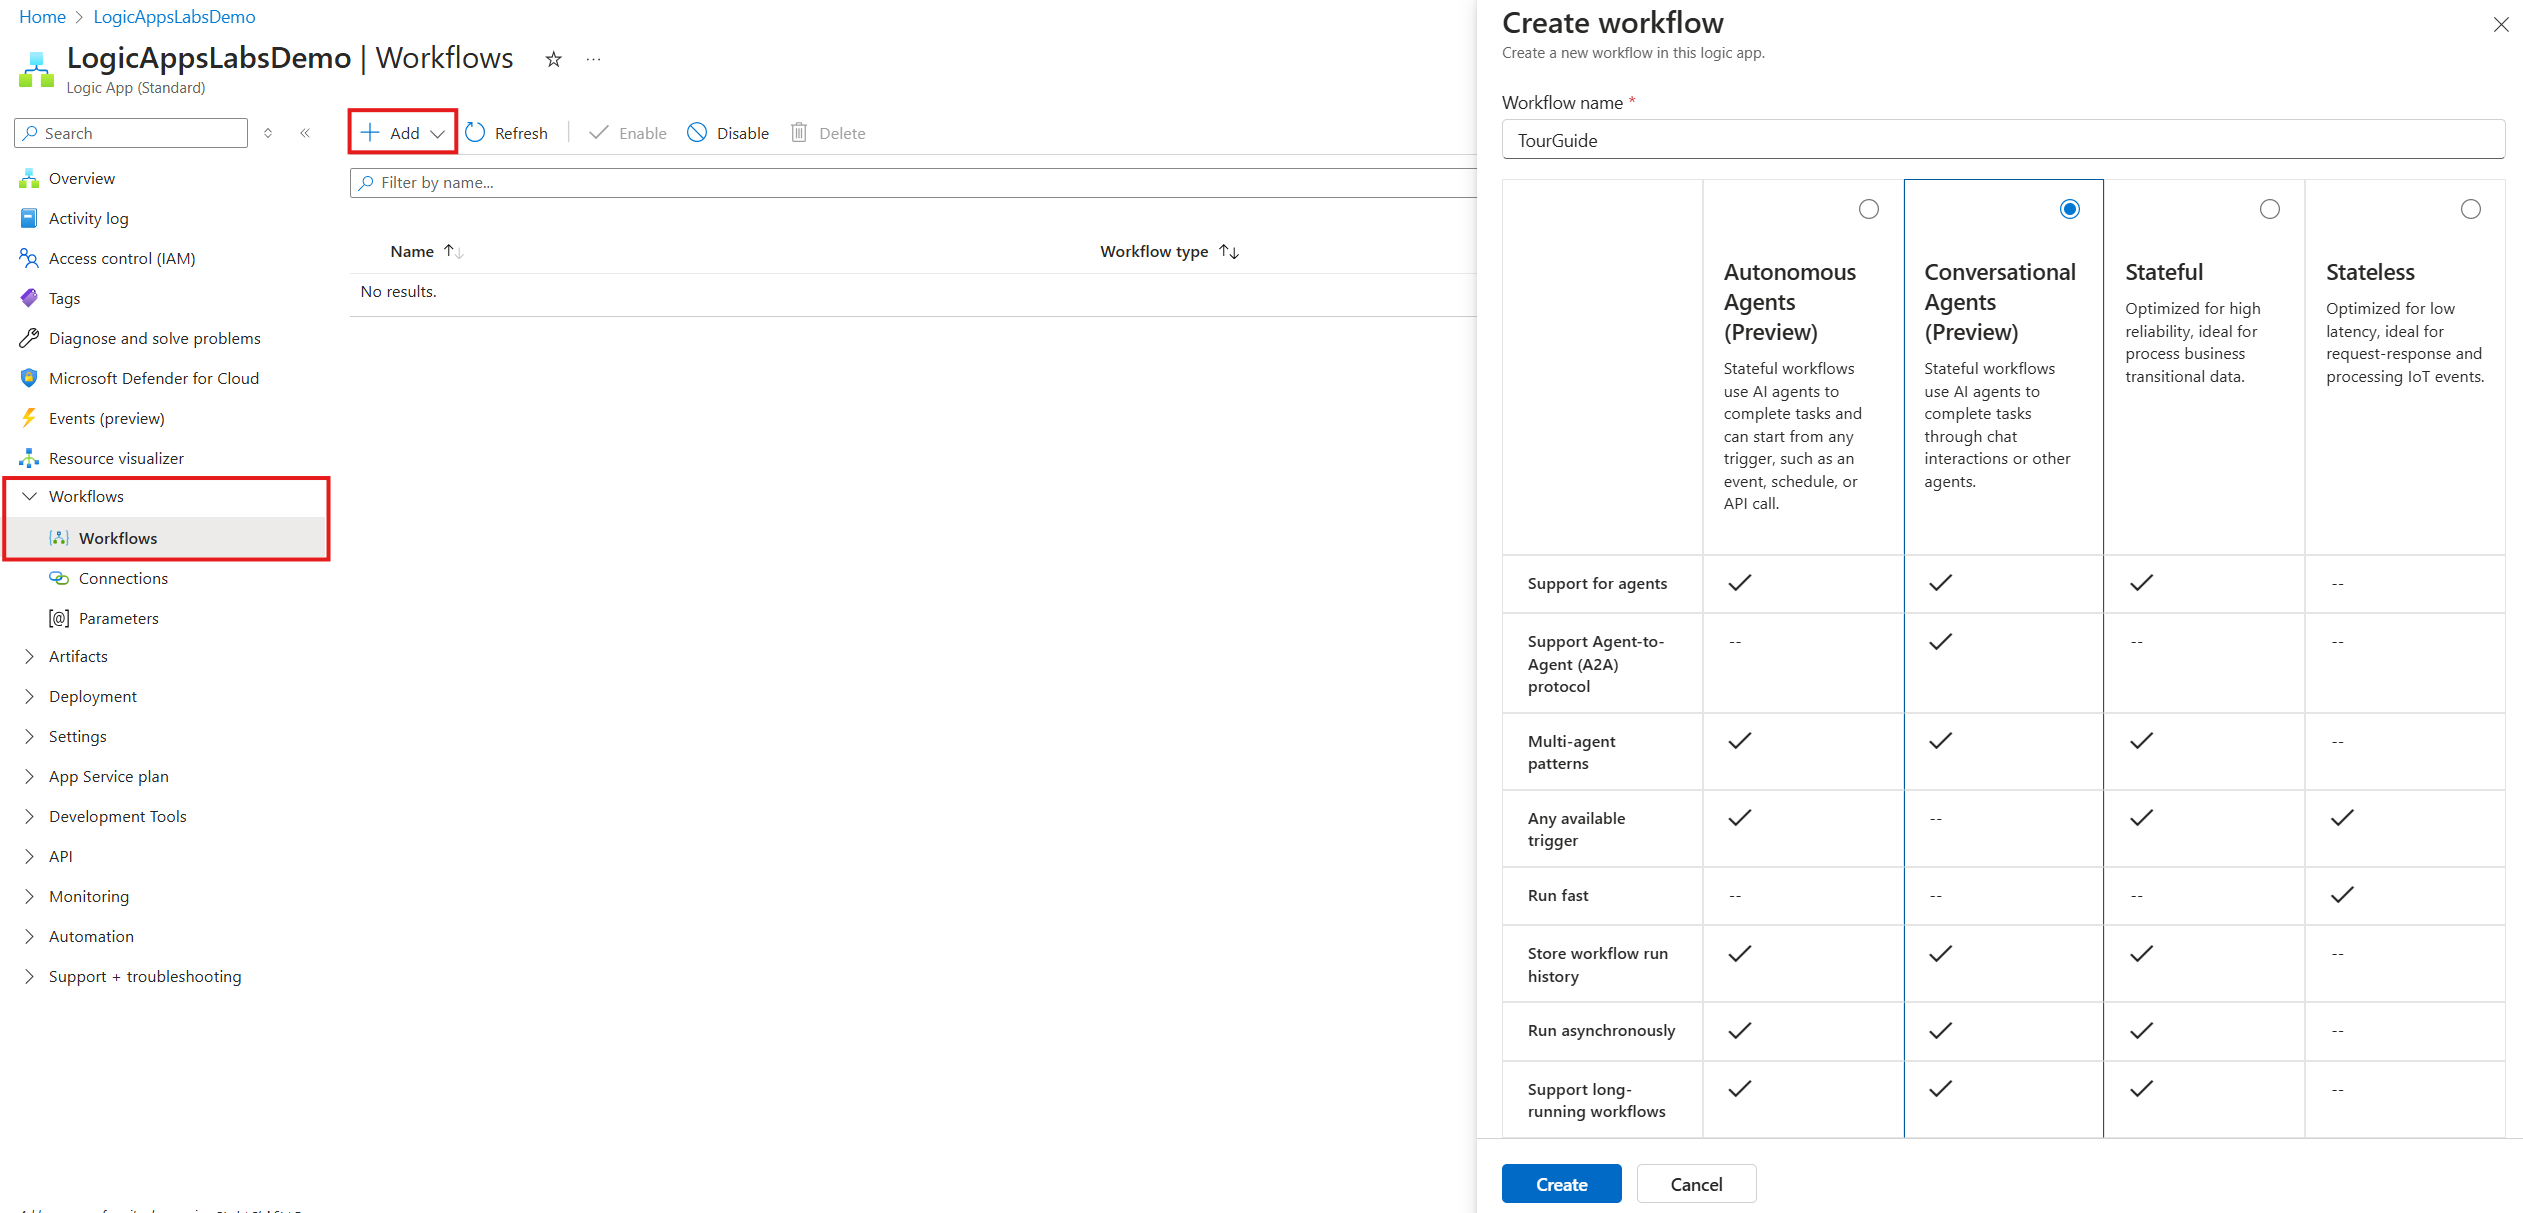 Home > LogicAppsLabsDemo
LogicAppsLabsDemo | Workflows
Logic App (Standard)
Search
Overview
Activity log
Access control (IAM)
Tags
Diagnose and solve problems
Microsoft Defender for Cloud
Events (preview)
Resource visualizer
Workflows
Workflows
Connections
Parameters
Artifacts
Deployment
Settings
App Service plan
Development Tools
API
Monitoring
Automation
Support + troubleshooting
Add Refresh Enable Disable Delete
Filter by name...
Name Workflow type
No results.
Create workflow
Create a new workflow in this logic app.
Workflow name *
TourGuide
Autonomous
Agents
(Preview)
Stateful workflows
use AI agents to
complete tasks and
can start from any
trigger, such as an
event, schedule, or
API call.
Conversational
Agents
(Preview)
Stateful workflows
use AI agents to
complete tasks
through chat
interactions or other
agents.
Stateful
Optimized for high
reliability, ideal for
process business
transitional data.
Stateless
Optimized for low
latency, ideal for
request-response and
processing IoT events.
Support for agents --
Support Agent-to-
Agent (A2A)
protocol
-- -- --
Multi-agent
patterns
--
Any available
trigger
--
Run fast -- -- --
Store workflow run
history
--
Run asynchronously --
Support long-
running workflows
--
Create Cancel